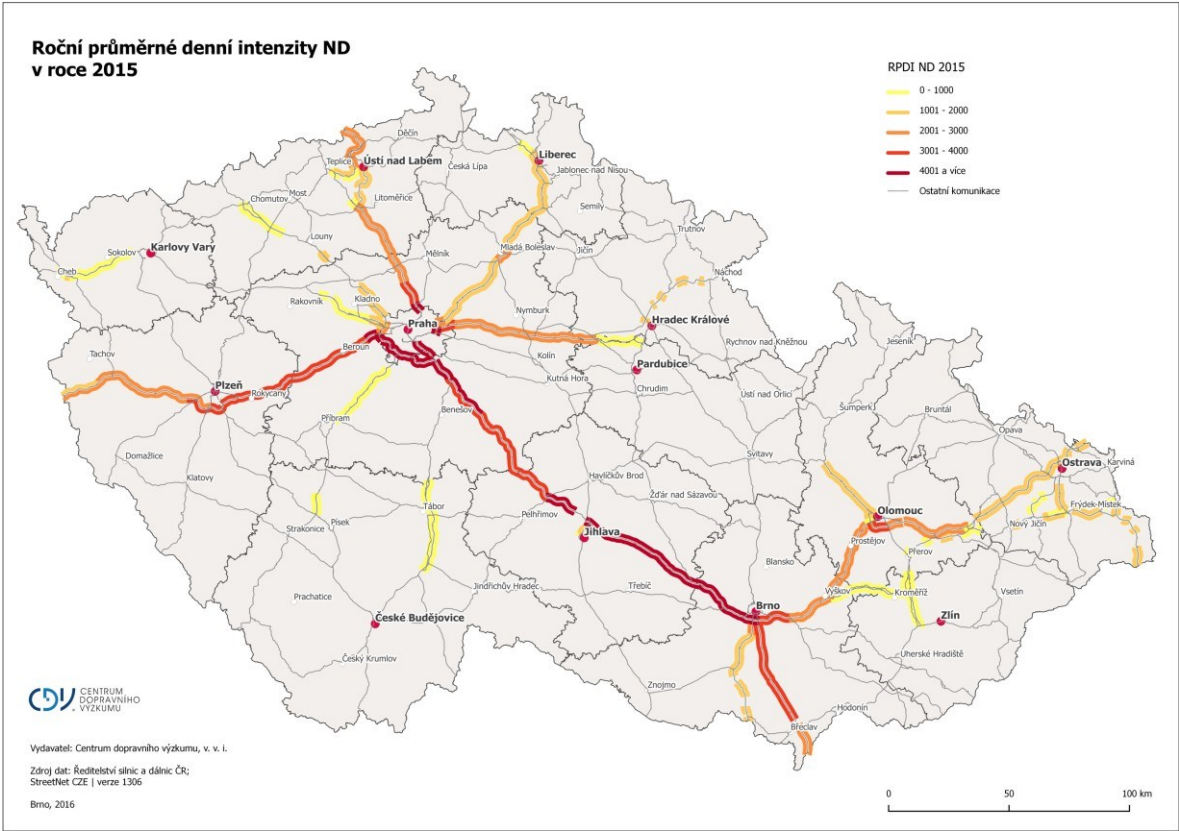 Roční průměrné denní intenzity ND
v roce 2015
RPDI ND 2015
0 - 1000
1001 - 2000
2001 - 3000
3001 - 4000
4001 a více
Ostatní komunikace
Děčín
Teplice
Ústí nad Labem
Liberec
Česká Lípa
Jablonec nad Nisou
Most
Chomutov
Litoměřice
Semily
Trutnov
Louny
Sokolov
Karlovy Vary
Mladá Boleslav
Jičín
Mělník
Cheb
Náchod
Rakovník
Kladno
Nymburk
Praha
Hradec Králové
Beroun
Rychnov nad Kněžnou
Jeseník
Tachov
Kolín
Pardubice
Plzeň
Kutná Hora
Chrudim
Rokycany
Ústí nad Orlicí
Šumperk
Bruntál
Benešov
Příbram
Opava
Domažlice
Svitavy
Ostrava
Karviná
Klatovy
Havlíčkův Brod
Žďár nad Sázavou
Frýdek-Místek
Tábor
Pelhřimov
Olomouc
Strakonice
Písek
Nový Jičín
Jihlava
Prostějov
Přerov
Blansko
Jindřichův Hradec
Třebíč
Vyškov
Kroměříž
Vsetín
Prachatice
Brno
České Budějovice
Zlín
Uherské Hradiště
Český Krumlov
Znojmo
Hodonín
Břeclav
CDV
CENTRUM
DOPRAVNÍHO
VÝZKUMU
Vydavatel: Centrum dopravního výzkumu, v. v. i.
Zdroj dat: Ředitelství silnic a dálnic ČR;
StreetNet CZE | verze 1306
Brno, 2016
0 50 100 km